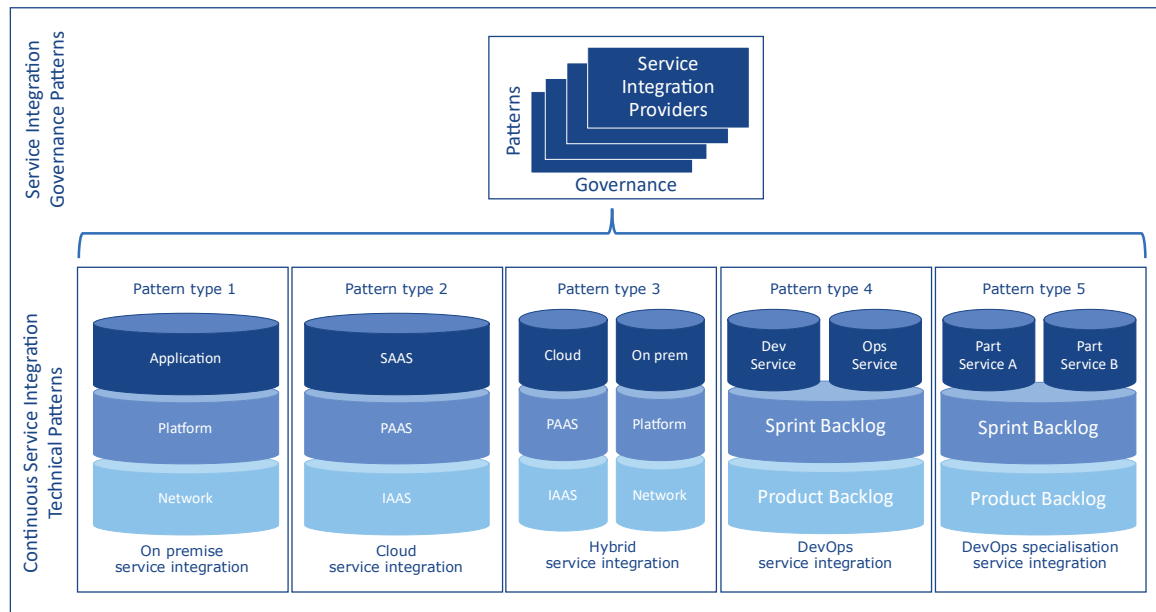 Service Integration
Governance Patterns
Service
Integration
Providers
Patterns
Governance
Continuous Service Integration
Technical Patterns
Pattern type 1
Application
Platform
Network
On premise
service integration
Pattern type 2
SAAS
PAAS
IAAS
Cloud
service integration
Pattern type 3
Cloud
On prem
PAAS
Platform
IAAS
Network
Hybrid
service integration
Pattern type 4
Dev
Service
Ops
Service
Sprint Backlog
Product Backlog
DevOps
service integration
Pattern type 5
Part
Service A
Part
Service B
Sprint Backlog
Product Backlog
DevOps specialisation
service integration